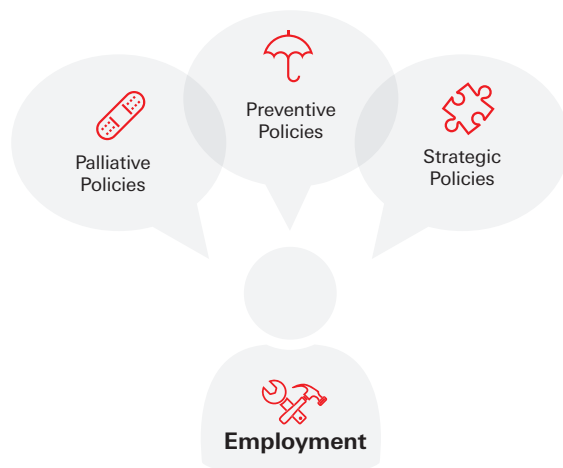 Preventive
Policies
Palliative
Policies
Strategic
Policies
Employment